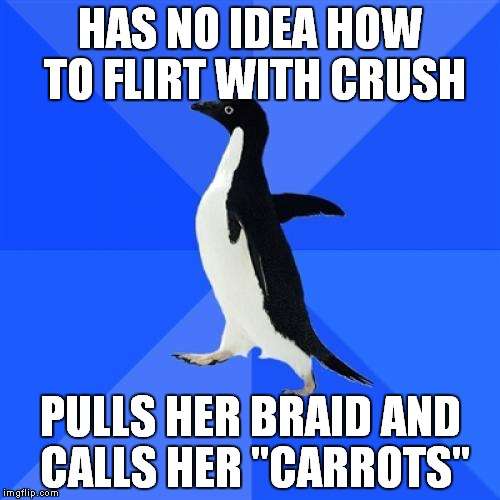 HAS NO IDEA HOW
TO FLIRT WITH CRUSH
PULLS HER BRAID AND
CALLS HER "CARROTS"
imgflip.com